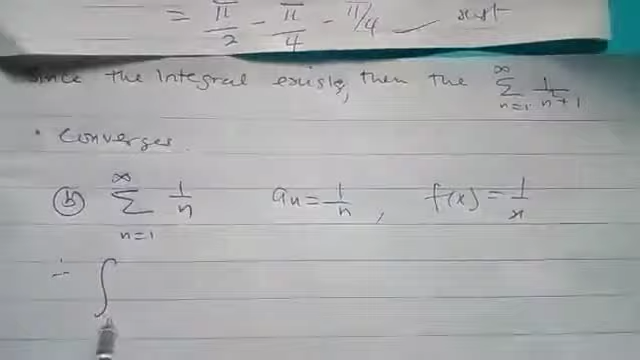 = π/2 - π/4 = π/4 ✓ exist
Since the Integral exists, then the ∑_{n=1}^{∞} 1/(n²+1)
• Converges.
(b) ∑_{n=1}^{∞} 1/n   aₙ = 1/n ,   f(x) = 1/x
∴ ∫